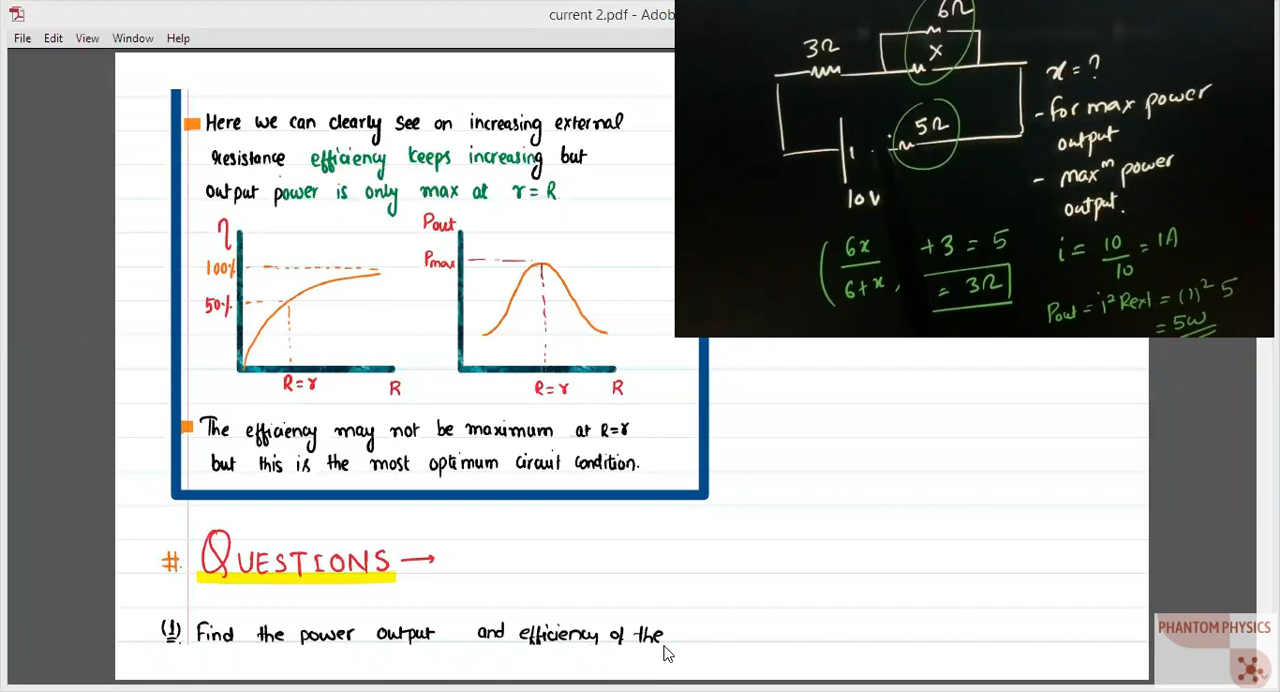 current 2.pdf - Adob
File Edit View Window Help
Here we can clearly see on increasing external
resistance efficiency keeps increasing but
output power is only max at r = R
η
100%
50%
R = r
R
Pout
Pmax
R = r
R
The efficiency may not be maximum at R=r
but this is the most optimum circuit condition.
# QUESTIONS →
(1) Find the power output and efficiency of the
6Ω
3Ω
X
5Ω
10V
x = ?
- for max power
output
- maxᵐ power
output.
6x
6+x
+3 = 5
= 3Ω
i = 10/10 = 1A
Pout = i² Rext = (1)² 5
= 5W
PHANTOM PHYSICS